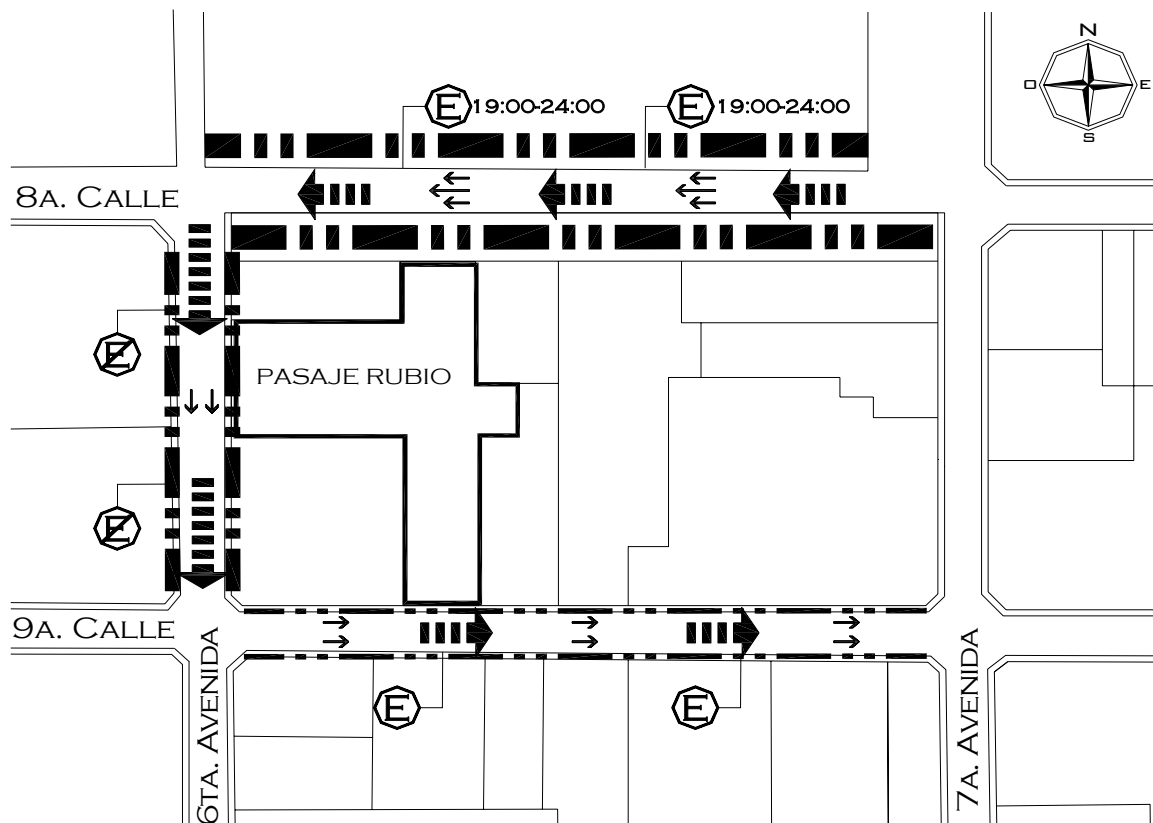 N
O E
S
E 19:00-24:00 E 19:00-24:00
8A. CALLE
E
PASAJE RUBIO
E
9A. CALLE
E E
6TA. AVENIDA
7A. AVENIDA